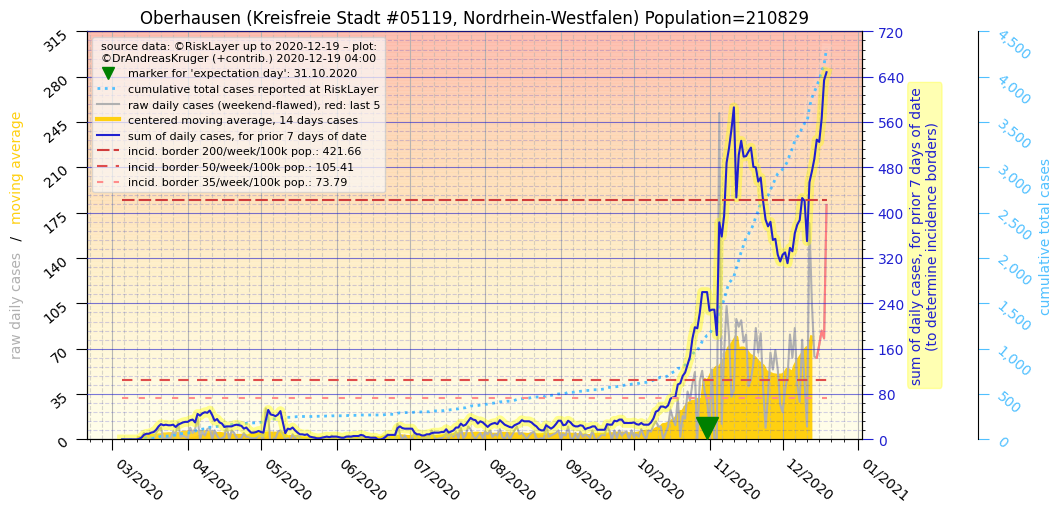 Oberhausen (Kreisfreie Stadt #05119, Nordrhein-Westfalen) Population=210829
source data: ©RiskLayer up to 2020-12-19 – plot:
©DrAndreasKruger (+contrib.) 2020-12-19 04:00
marker for 'expectation day': 31.10.2020
cumulative total cases reported at RiskLayer
raw daily cases (weekend-flawed), red: last 5
centered moving average, 14 days cases
sum of daily cases, for prior 7 days of date
incid. border 200/week/100k pop.: 421.66
incid. border 50/week/100k pop.: 105.41
incid. border 35/week/100k pop.: 73.79
raw daily cases / moving average
315
280
245
210
175
140
105
70
35
0
03/2020
04/2020
05/2020
06/2020
07/2020
08/2020
09/2020
10/2020
11/2020
12/2020
01/2021
720
640
560
480
400
320
240
160
80
0
sum of daily cases, for prior 7 days of date
(to determine incidence borders)
4,500
4,000
3,500
3,000
2,500
2,000
1,500
1,000
500
0
cumulative total cases